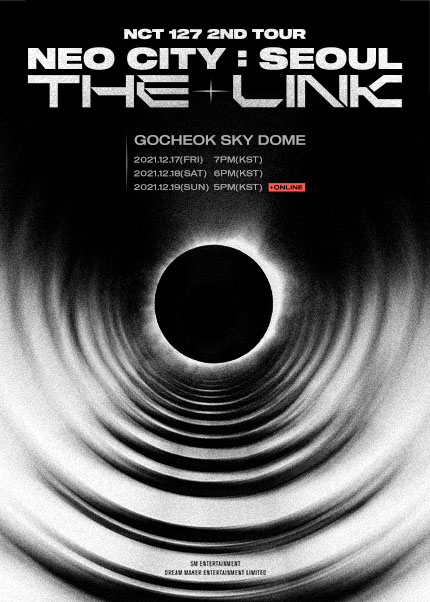 NCT 127 2ND TOUR
NEO CITY : SEOUL
THE LINK
GOCHEOK SKY DOME
2021.12.17(FRI) 7PM(KST)
2021.12.18(SAT) 6PM(KST)
2021.12.19(SUN) 5PM(KST) +ONLINE
SM ENTERTAINMENT
DREAM MAKER ENTERTAINMENT LIMITED